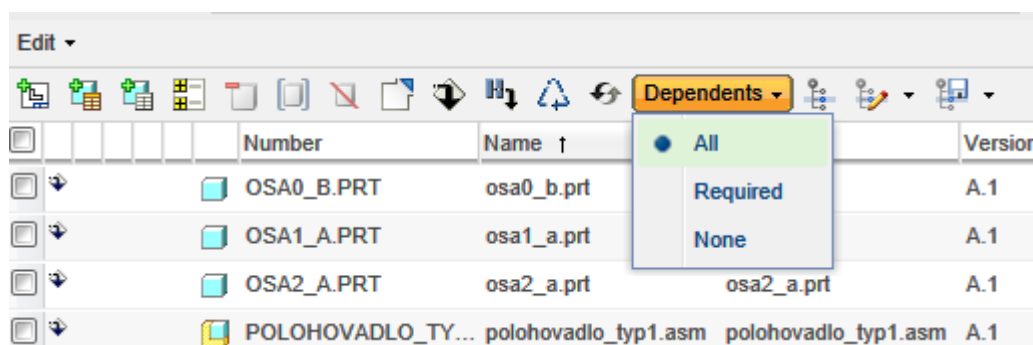 Edit
Dependents
Number Name ↑ Version
All
OSA0_B.PRT osa0_b.prt A.1
Required
OSA1_A.PRT osa1_a.prt A.1
None
OSA2_A.PRT osa2_a.prt osa2_a.prt A.1
POLOHOVADLO_TY... polohovadlo_typ1.asm polohovadlo_typ1.asm A.1